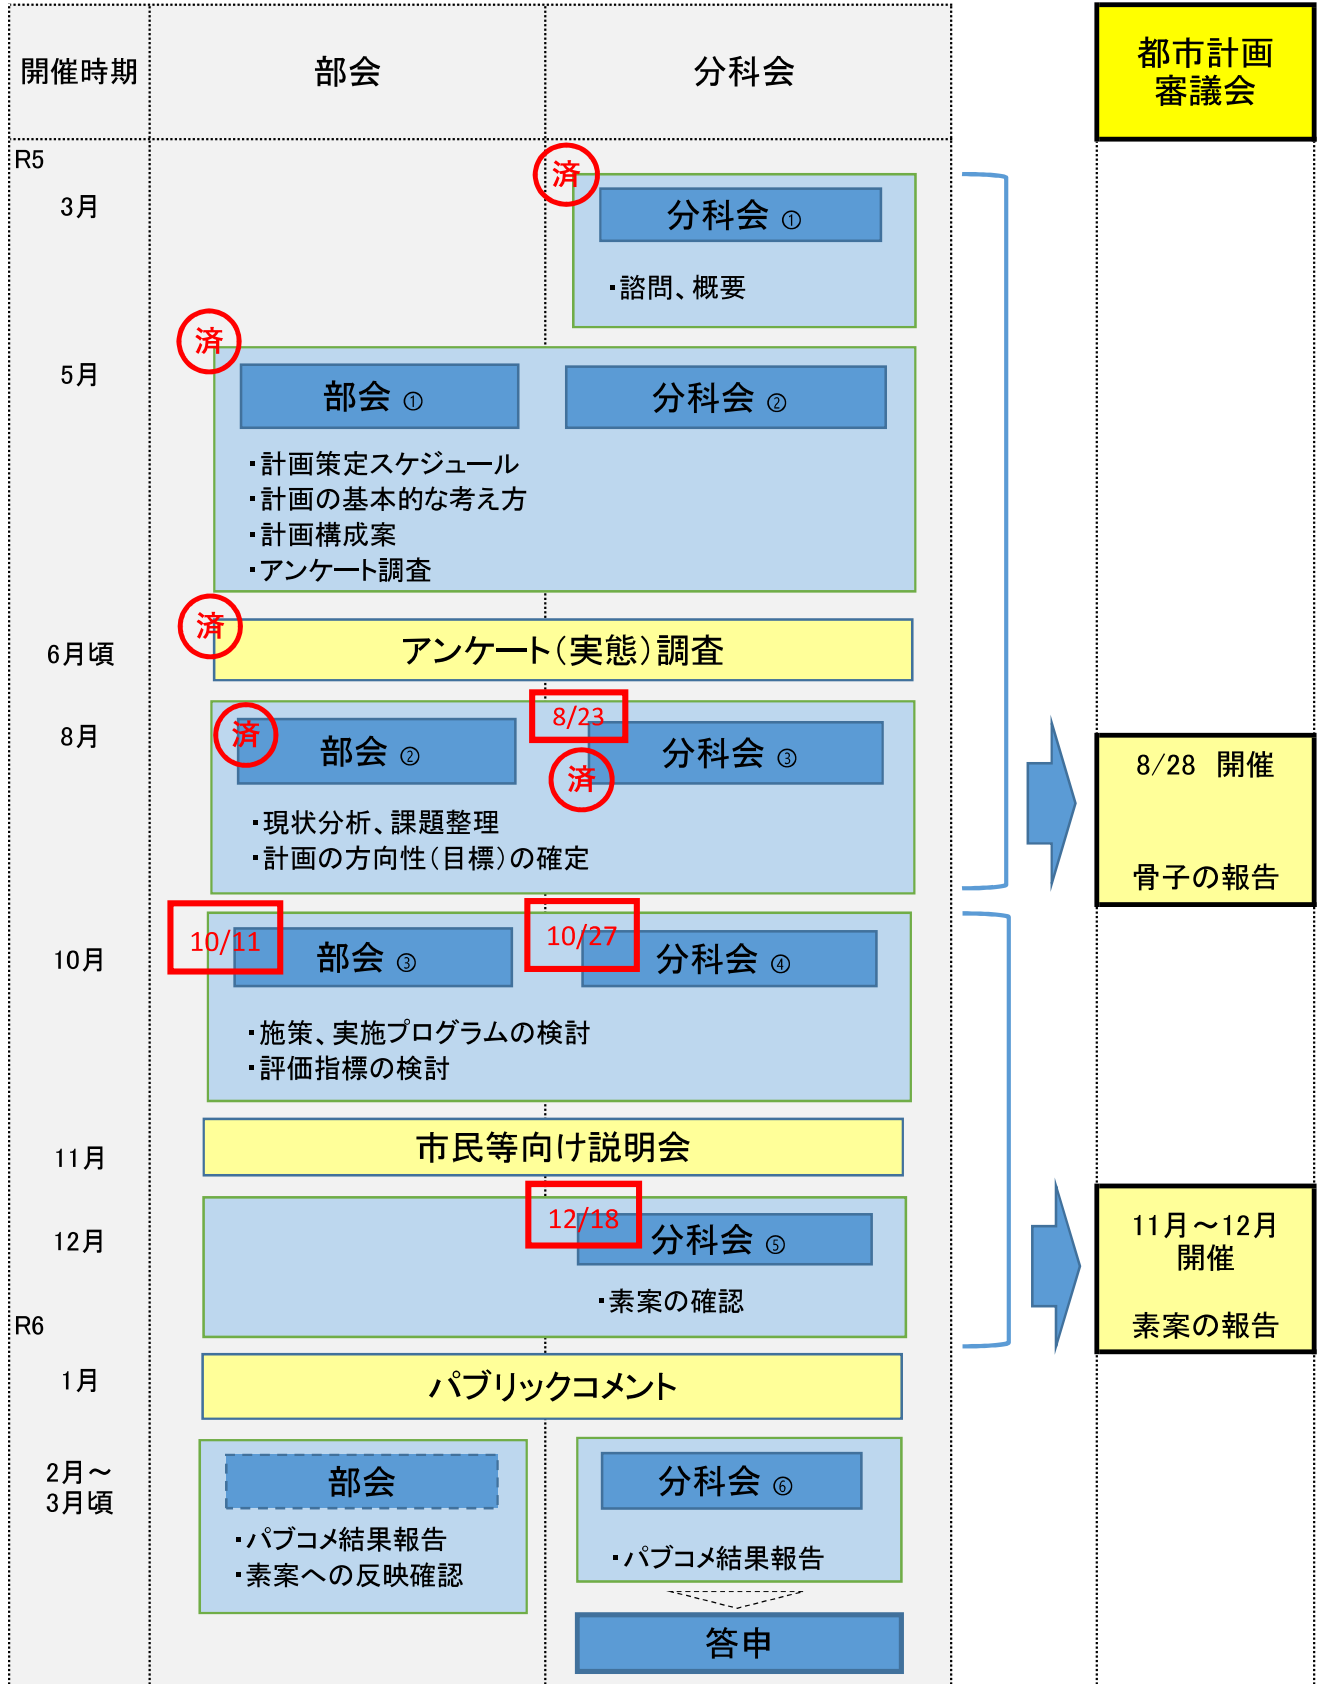 開催時期
部会
分科会
都市計画
審議会
R5
3月
済
分科会 ①
・諮問、概要
5月
済
部会 ①
分科会 ②
・計画策定スケジュール
・計画の基本的な考え方
・計画構成案
・アンケート調査
6月頃
済
アンケート（実態）調査
8月
済
部会 ②
8/23
済
分科会 ③
・現状分析、課題整理
・計画の方向性（目標）の確定
8/28 開催
骨子の報告
10月
10/11
部会 ③
10/27
分科会 ④
・施策、実施プログラムの検討
・評価指標の検討
11月
市民等向け説明会
12月
12/18
分科会 ⑤
・素案の確認
11月～12月
開催
素案の報告
R6
1月
パブリックコメント
2月～
3月頃
部会
・パブコメ結果報告
・素案への反映確認
分科会 ⑥
・パブコメ結果報告
答申